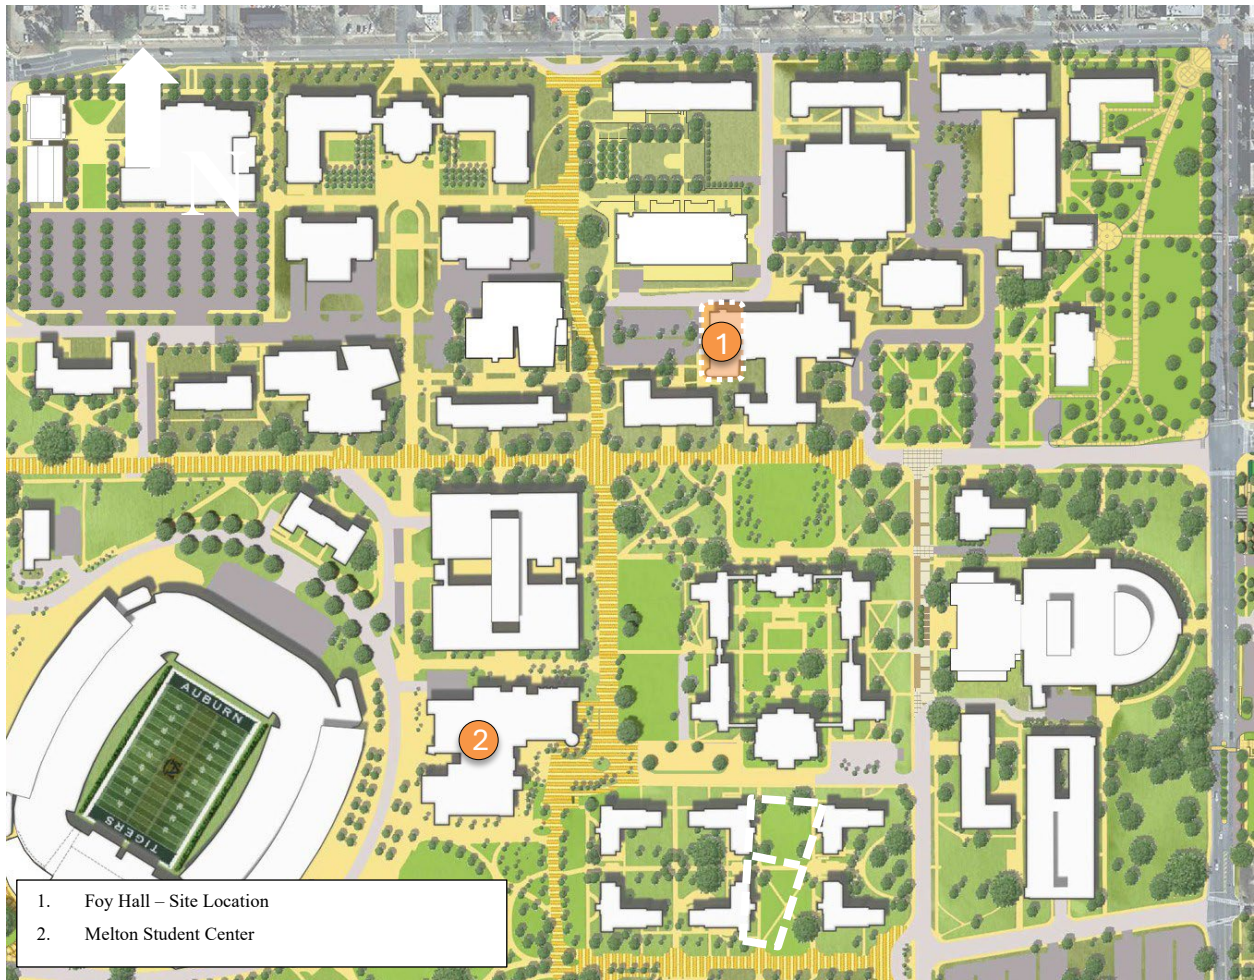 N
1
AUBURN
2
TIGERS
1. Foy Hall – Site Location
2. Melton Student Center